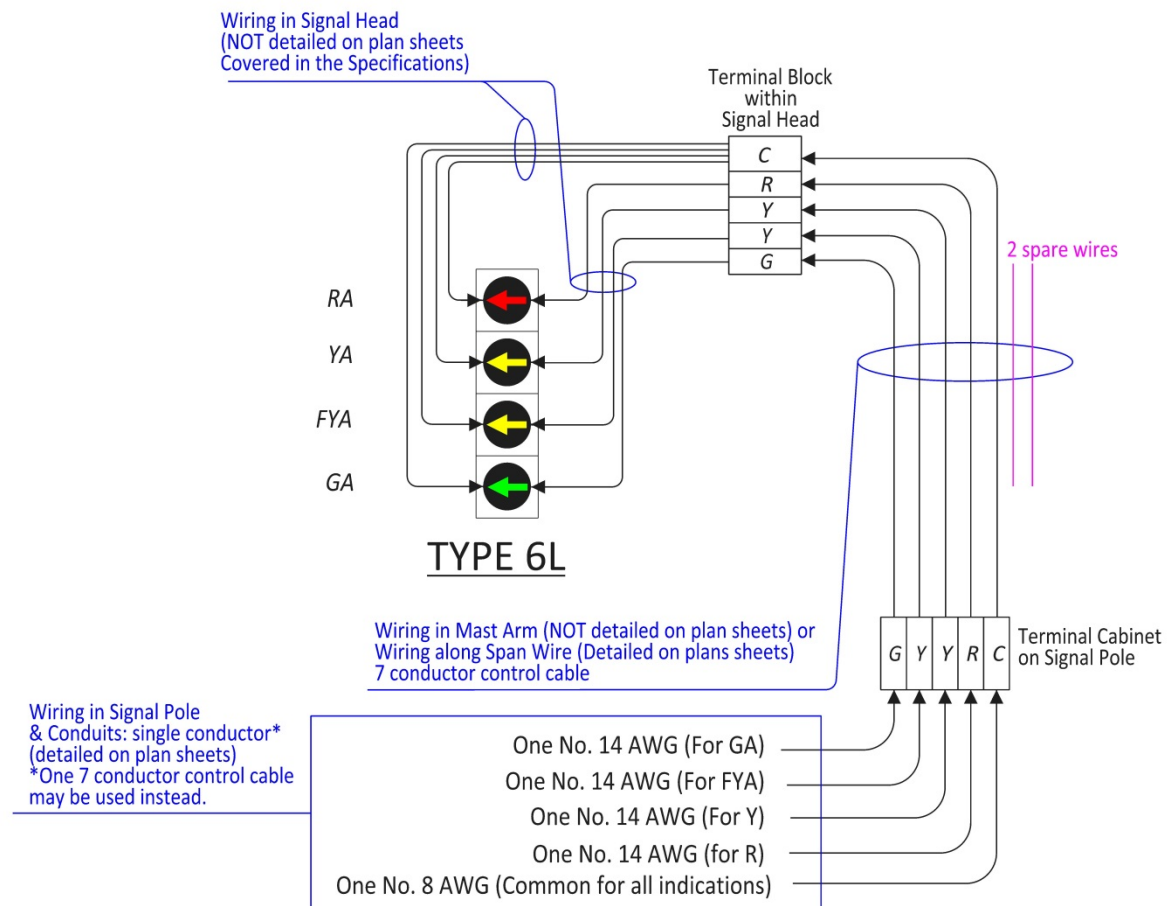 Wiring in Signal Head
(NOT detailed on plan sheets
Covered in the Specifications)
Terminal Block
within
Signal Head
C
R
Y
Y
G
2 spare wires
RA
YA
FYA
GA
TYPE 6L
Wiring in Mast Arm (NOT detailed on plan sheets) or
Wiring along Span Wire (Detailed on plans sheets)
7 conductor control cable
G Y Y R C
Terminal Cabinet
on Signal Pole
Wiring in Signal Pole
& Conduits: single conductor*
(detailed on plan sheets)
*One 7 conductor control cable
may be used instead.
One No. 14 AWG (For GA)
One No. 14 AWG (For FYA)
One No. 14 AWG (For Y)
One No. 14 AWG (for R)
One No. 8 AWG (Common for all indications)